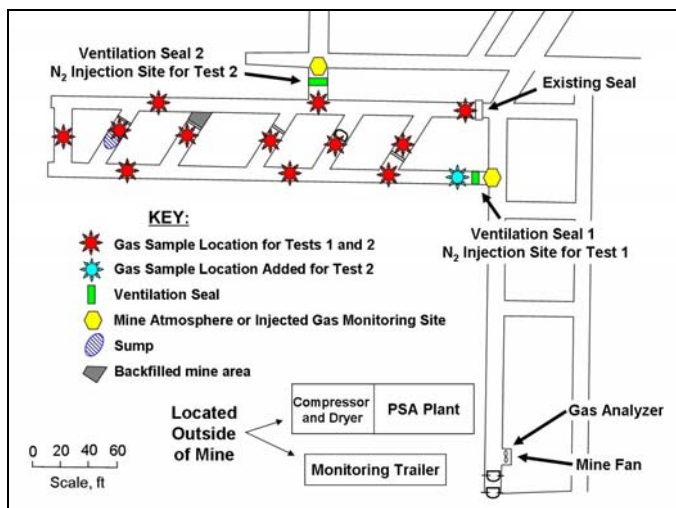 Ventilation Seal 2
N₂ Injection Site for Test 2
Existing Seal
Ventilation Seal 1
N₂ Injection Site for Test 1
KEY:
Gas Sample Location for Tests 1 and 2
Gas Sample Location Added for Test 2
Ventilation Seal
Mine Atmosphere or Injected Gas Monitoring Site
Sump
Backfilled mine area
Located
Outside
of Mine
Compressor
and Dryer
PSA Plant
Monitoring Trailer
Gas Analyzer
Mine Fan
0 20 40 60
Scale, ft